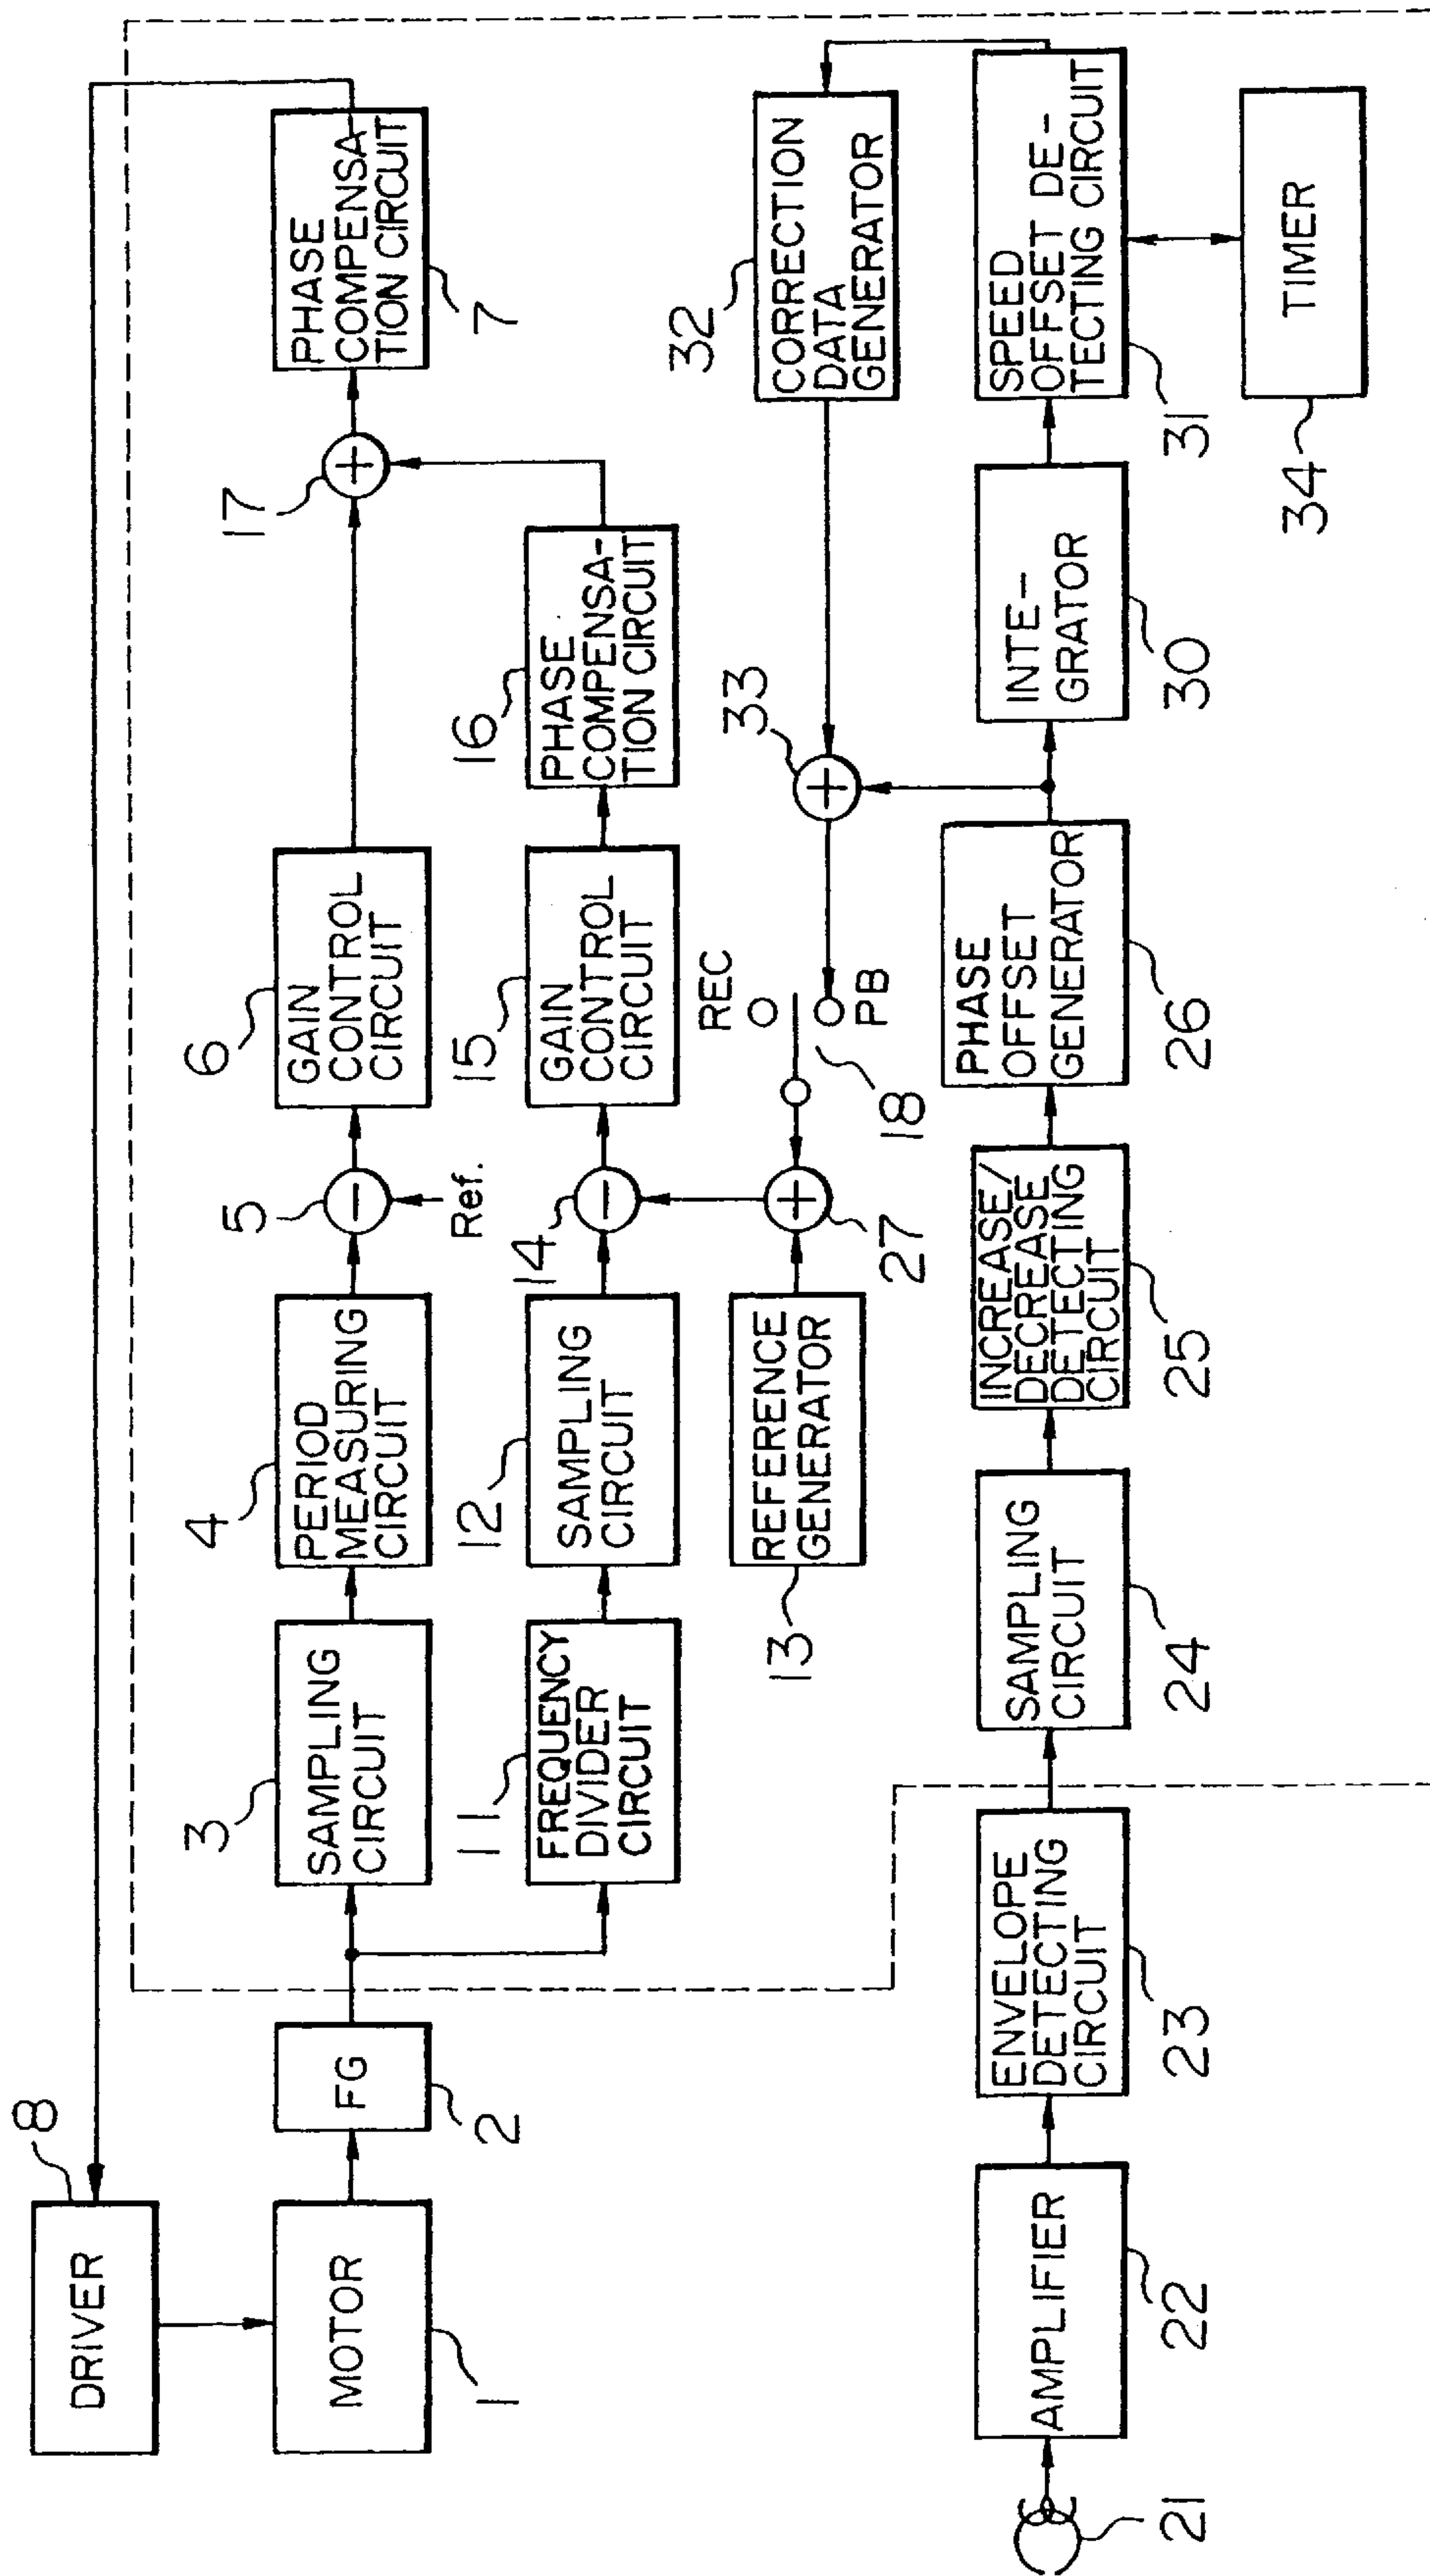 8
DRIVER
MOTOR
1
FG
2
3
SAMPLING
CIRCUIT
4
PERIOD
MEASURING
CIRCUIT
5
Ref.
6
GAIN
CONTROL
CIRCUIT
17
PHASE
COMPENSA-
TION CIRCUIT
7
11
FREQUENCY
DIVIDER
CIRCUIT
12
SAMPLING
CIRCUIT
14
15
GAIN
CONTROL
CIRCUIT
16
PHASE
COMPENSA-
TION CIRCUIT
13
REFERENCE
GENERATOR
27
REC
PB
18
33
32
CORRECTION
DATA
GENERATOR
21
AMPLIFIER
22
ENVELOPE
DETECTING
CIRCUIT
23
SAMPLING
CIRCUIT
24
INCREASE/
DECREASE
DETECTING
CIRCUIT
25
PHASE
OFFSET
GENERATOR
26
INTE-
GRATOR
30
SPEED
OFFSET DE-
TECTING CIRCUIT
31
TIMER
34